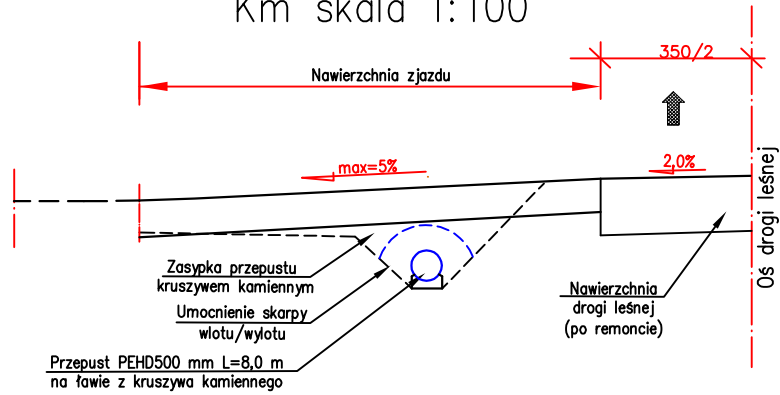 Km skala 1:100
350/2
Nawierzchnia zjazdu
max=5%
2,0%
Oś drogi leśnej
Zasypka przepustu
kruszywem kamiennym
Umocnienie skarpy
wlotu/wylotu
Przepust PEHD500 mm L=8,0 m
na ławie z kruszywa kamiennego
Nawierzchnia
drogi leśnej
(po remoncie)